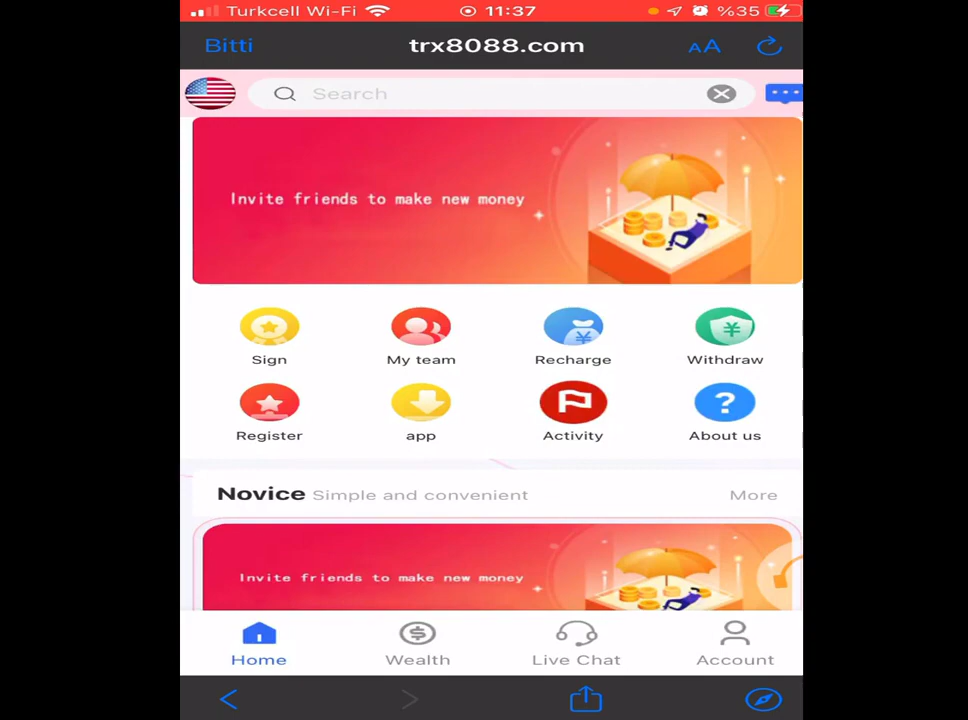 Turkcell Wi-Fi 11:37 %35
Bitti trx8088.com AA
Search
Invite friends to make new money
Sign My team Recharge Withdraw
Register app Activity About us
Novice Simple and convenient More
Invite friends to make new money
Home Wealth Live Chat Account